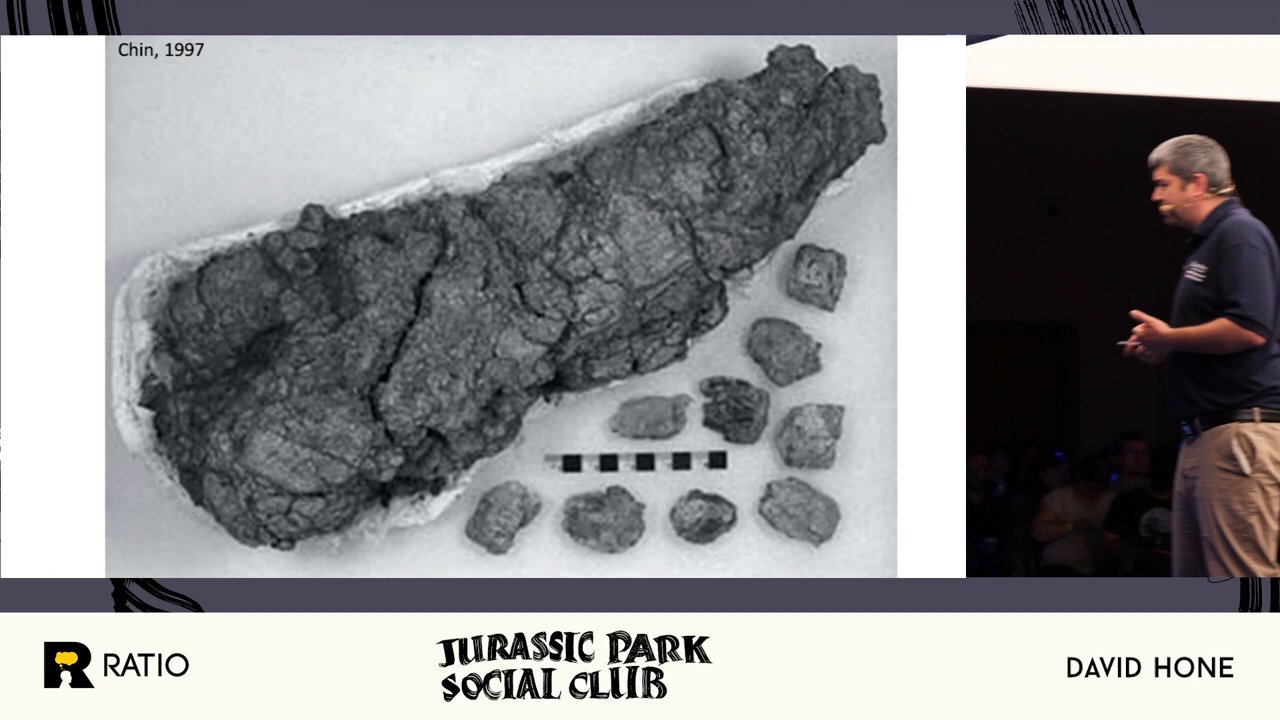 Chin, 1997
RATIO
JURASSIC PARK
SOCIAL CLUB
DAVID HONE